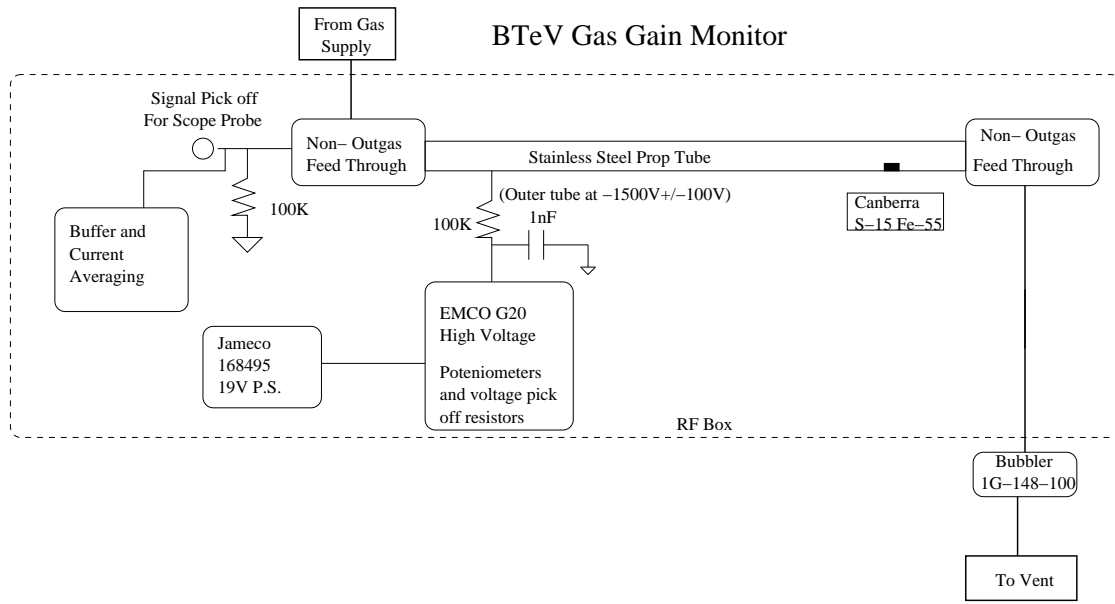 From Gas
Supply
BTeV Gas Gain Monitor
Signal Pick off
For Scope Probe
Non− Outgas
Feed Through
Stainless Steel Prop Tube
Non− Outgas
Feed Through
(Outer tube at −1500V+/−100V)
100K
100K
1nF
Canberra
S−15 Fe−55
Buffer and
Current
Averaging
EMCO G20
High Voltage
Poteniometers
and voltage pick
off resistors
Jameco
168495
19V P.S.
RF Box
Bubbler
1G−148−100
To Vent